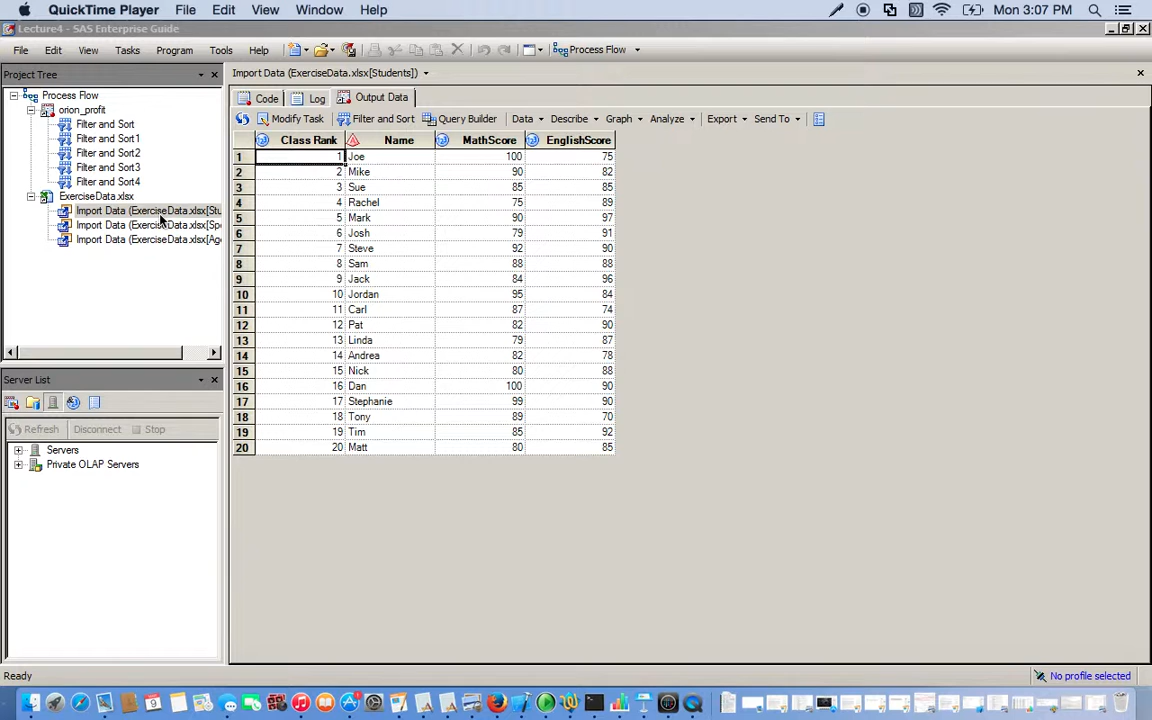 QuickTime Player File Edit View Window Help Mon 3:07 PM
Lecture4 - SAS Enterprise Guide
File Edit View Tasks Program Tools Help Process Flow
Project Tree
Process Flow
orion_profit
Filter and Sort
Filter and Sort1
Filter and Sort2
Filter and Sort3
Filter and Sort4
ExerciseData.xlsx
Import Data (ExerciseData.xlsx[Stu
Import Data (ExerciseData.xlsx[Spo
Import Data (ExerciseData.xlsx[Age
Server List
Refresh Disconnect Stop
Servers
Private OLAP Servers
Import Data (ExerciseData.xlsx[Students])
Code Log Output Data
Modify Task Filter and Sort Query Builder Data Describe Graph Analyze Export Send To
Class Rank Name MathScore EnglishScore
1 1 Joe 100 75
2 2 Mike 90 82
3 3 Sue 85 85
4 4 Rachel 75 89
5 5 Mark 90 97
6 6 Josh 79 91
7 7 Steve 92 90
8 8 Sam 88 88
9 9 Jack 84 96
10 10 Jordan 95 84
11 11 Carl 87 74
12 12 Pat 82 90
13 13 Linda 79 87
14 14 Andrea 82 78
15 15 Nick 80 88
16 16 Dan 100 90
17 17 Stephanie 99 90
18 18 Tony 89 70
19 19 Tim 85 92
20 20 Matt 80 85
Ready No profile selected